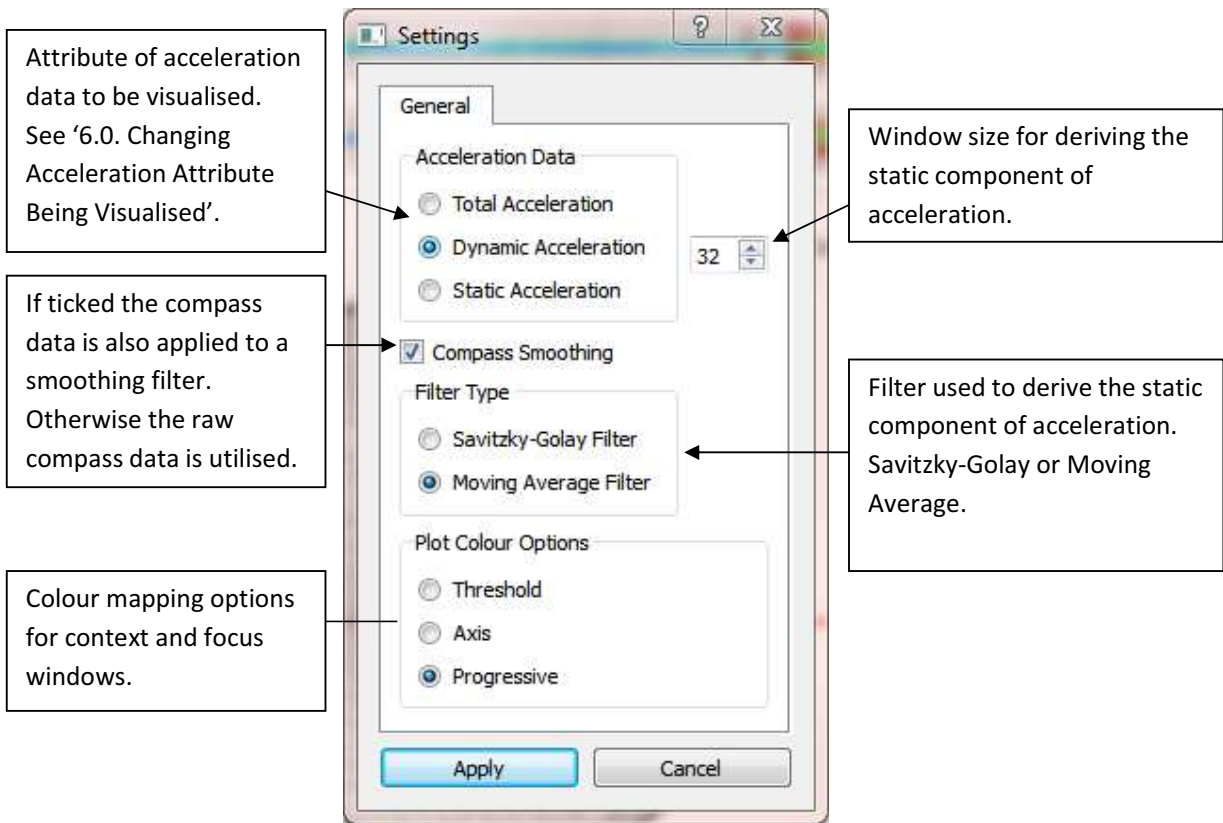 Attribute of acceleration
data to be visualised.
See ‘6.0. Changing
Acceleration Attribute
Being Visualised’.
If ticked the compass
data is also applied to a
smoothing filter.
Otherwise the raw
compass data is utilised.
Colour mapping options
for context and focus
windows.
Settings
General
Acceleration Data
Total Acceleration
Dynamic Acceleration
32
Static Acceleration
Compass Smoothing
Filter Type
Savitzky-Golay Filter
Moving Average Filter
Plot Colour Options
Threshold
Axis
Progressive
Apply
Cancel
Window size for deriving the
static component of
acceleration.
Filter used to derive the static
component of acceleration.
Savitzky-Golay or Moving
Average.